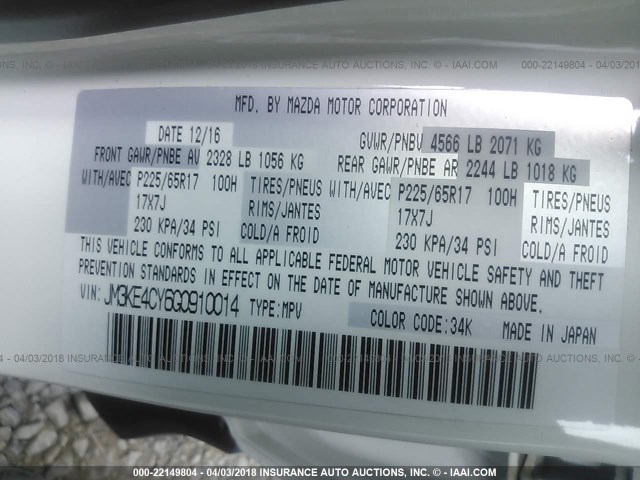 000-22149804 - 04/03/2018 INSURANCE AUTO AUCTIONS, INC. © - IAAI.COM
MFD. BY MAZDA MOTOR CORPORATION
DATE 12/16 GVWR/PNBV 4566 LB 2071 KG
FRONT GAWR/PNBE AV 2328 LB 1056 KG REAR GAWR/PNBE AR 2244 LB 1018 KG
WITH/AVEC P225/65R17 100H TIRES/PNEUS WITH/AVEC P225/65R17 100H TIRES/PNEUS
17X7J RIMS/JANTES 17X7J RIMS/JANTES
230 KPA/34 PSI COLD/A FROID 230 KPA/34 PSI COLD/A FROID
THIS VEHICLE CONFORMS TO ALL APPLICABLE FEDERAL MOTOR VEHICLE SAFETY AND THEFT
PREVENTION STANDARDS IN EFFECT ON THE DATE OF MANUFACTURE SHOWN ABOVE.
VIN: JM3KE4CY6G0910014 TYPE:MPV
COLOR CODE:34K MADE IN JAPAN
000-22149804 - 04/03/2018 INSURANCE AUTO AUCTIONS, INC. © - IAAI.COM